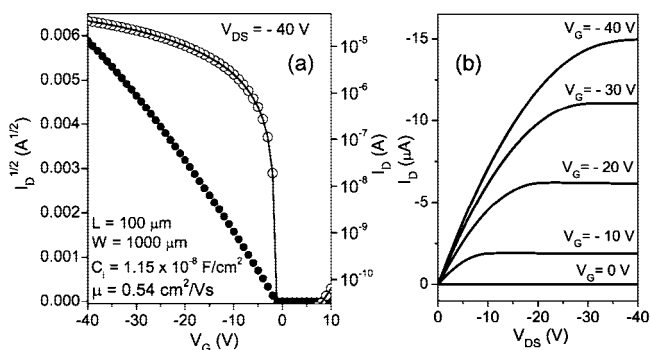 V_DS = - 40 V
(a)
0.006
0.005
0.004
0.003
0.002
0.001
0.000
I_D^1/2 (A^1/2)
10^-5
10^-6
10^-7
10^-8
10^-9
10^-10
I_D (A)
L = 100 μm
W = 1000 μm
C_i = 1.15 x 10^-8 F/cm^2
μ = 0.54 cm^2/Vs
-40 -30 -20 -10 0 10
V_G (V)
(b)
-15
-10
-5
0
I_D (μA)
V_G= - 40 V
V_G= - 30 V
V_G= - 20 V
V_G= - 10 V
V_G= 0 V
0 -10 -20 -30 -40
V_DS (V)